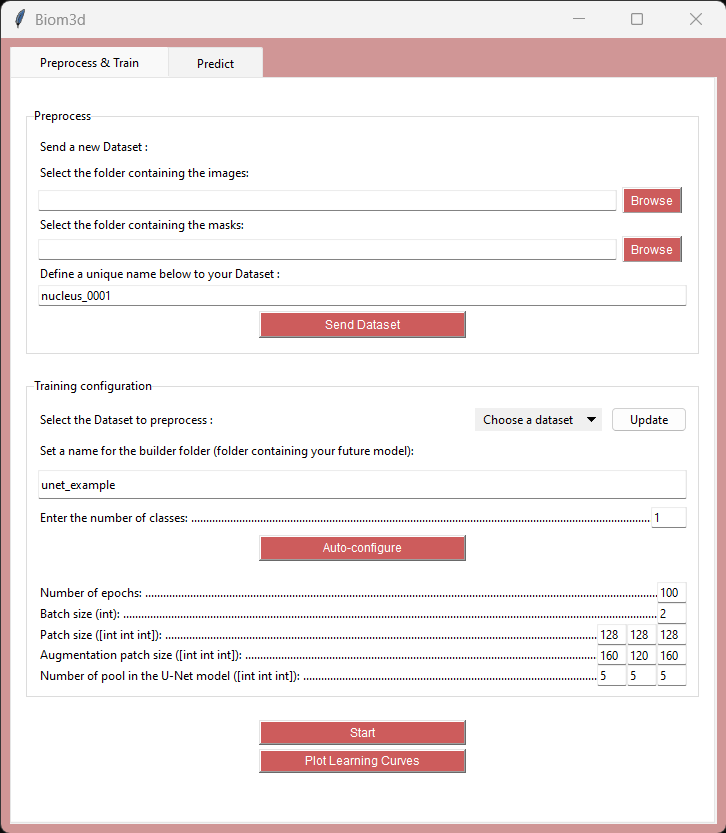 Biom3d
Preprocess & Train Predict
Preprocess
Send a new Dataset :
Select the folder containing the images:
Browse
Select the folder containing the masks:
Browse
Define a unique name below to your Dataset :
nucleus_0001
Send Dataset
Training configuration
Select the Dataset to preprocess : Choose a dataset Update
Set a name for the builder folder (folder containing your future model):
unet_example
Enter the number of classes: ........................................................................................................................................................ 1
Auto-configure
Number of epochs: ........................................................................................................................................................................... 100
Batch size (int): .................................................................................................................................................................................. 2
Patch size ([int int int]): ................................................................................................................................................ 128 128 128
Augmentation patch size ([int int int]): ..................................................................................................................... 160 120 160
Number of pool in the U-Net model ([int int int]): .................................................................................................. 5 5 5
Start
Plot Learning Curves